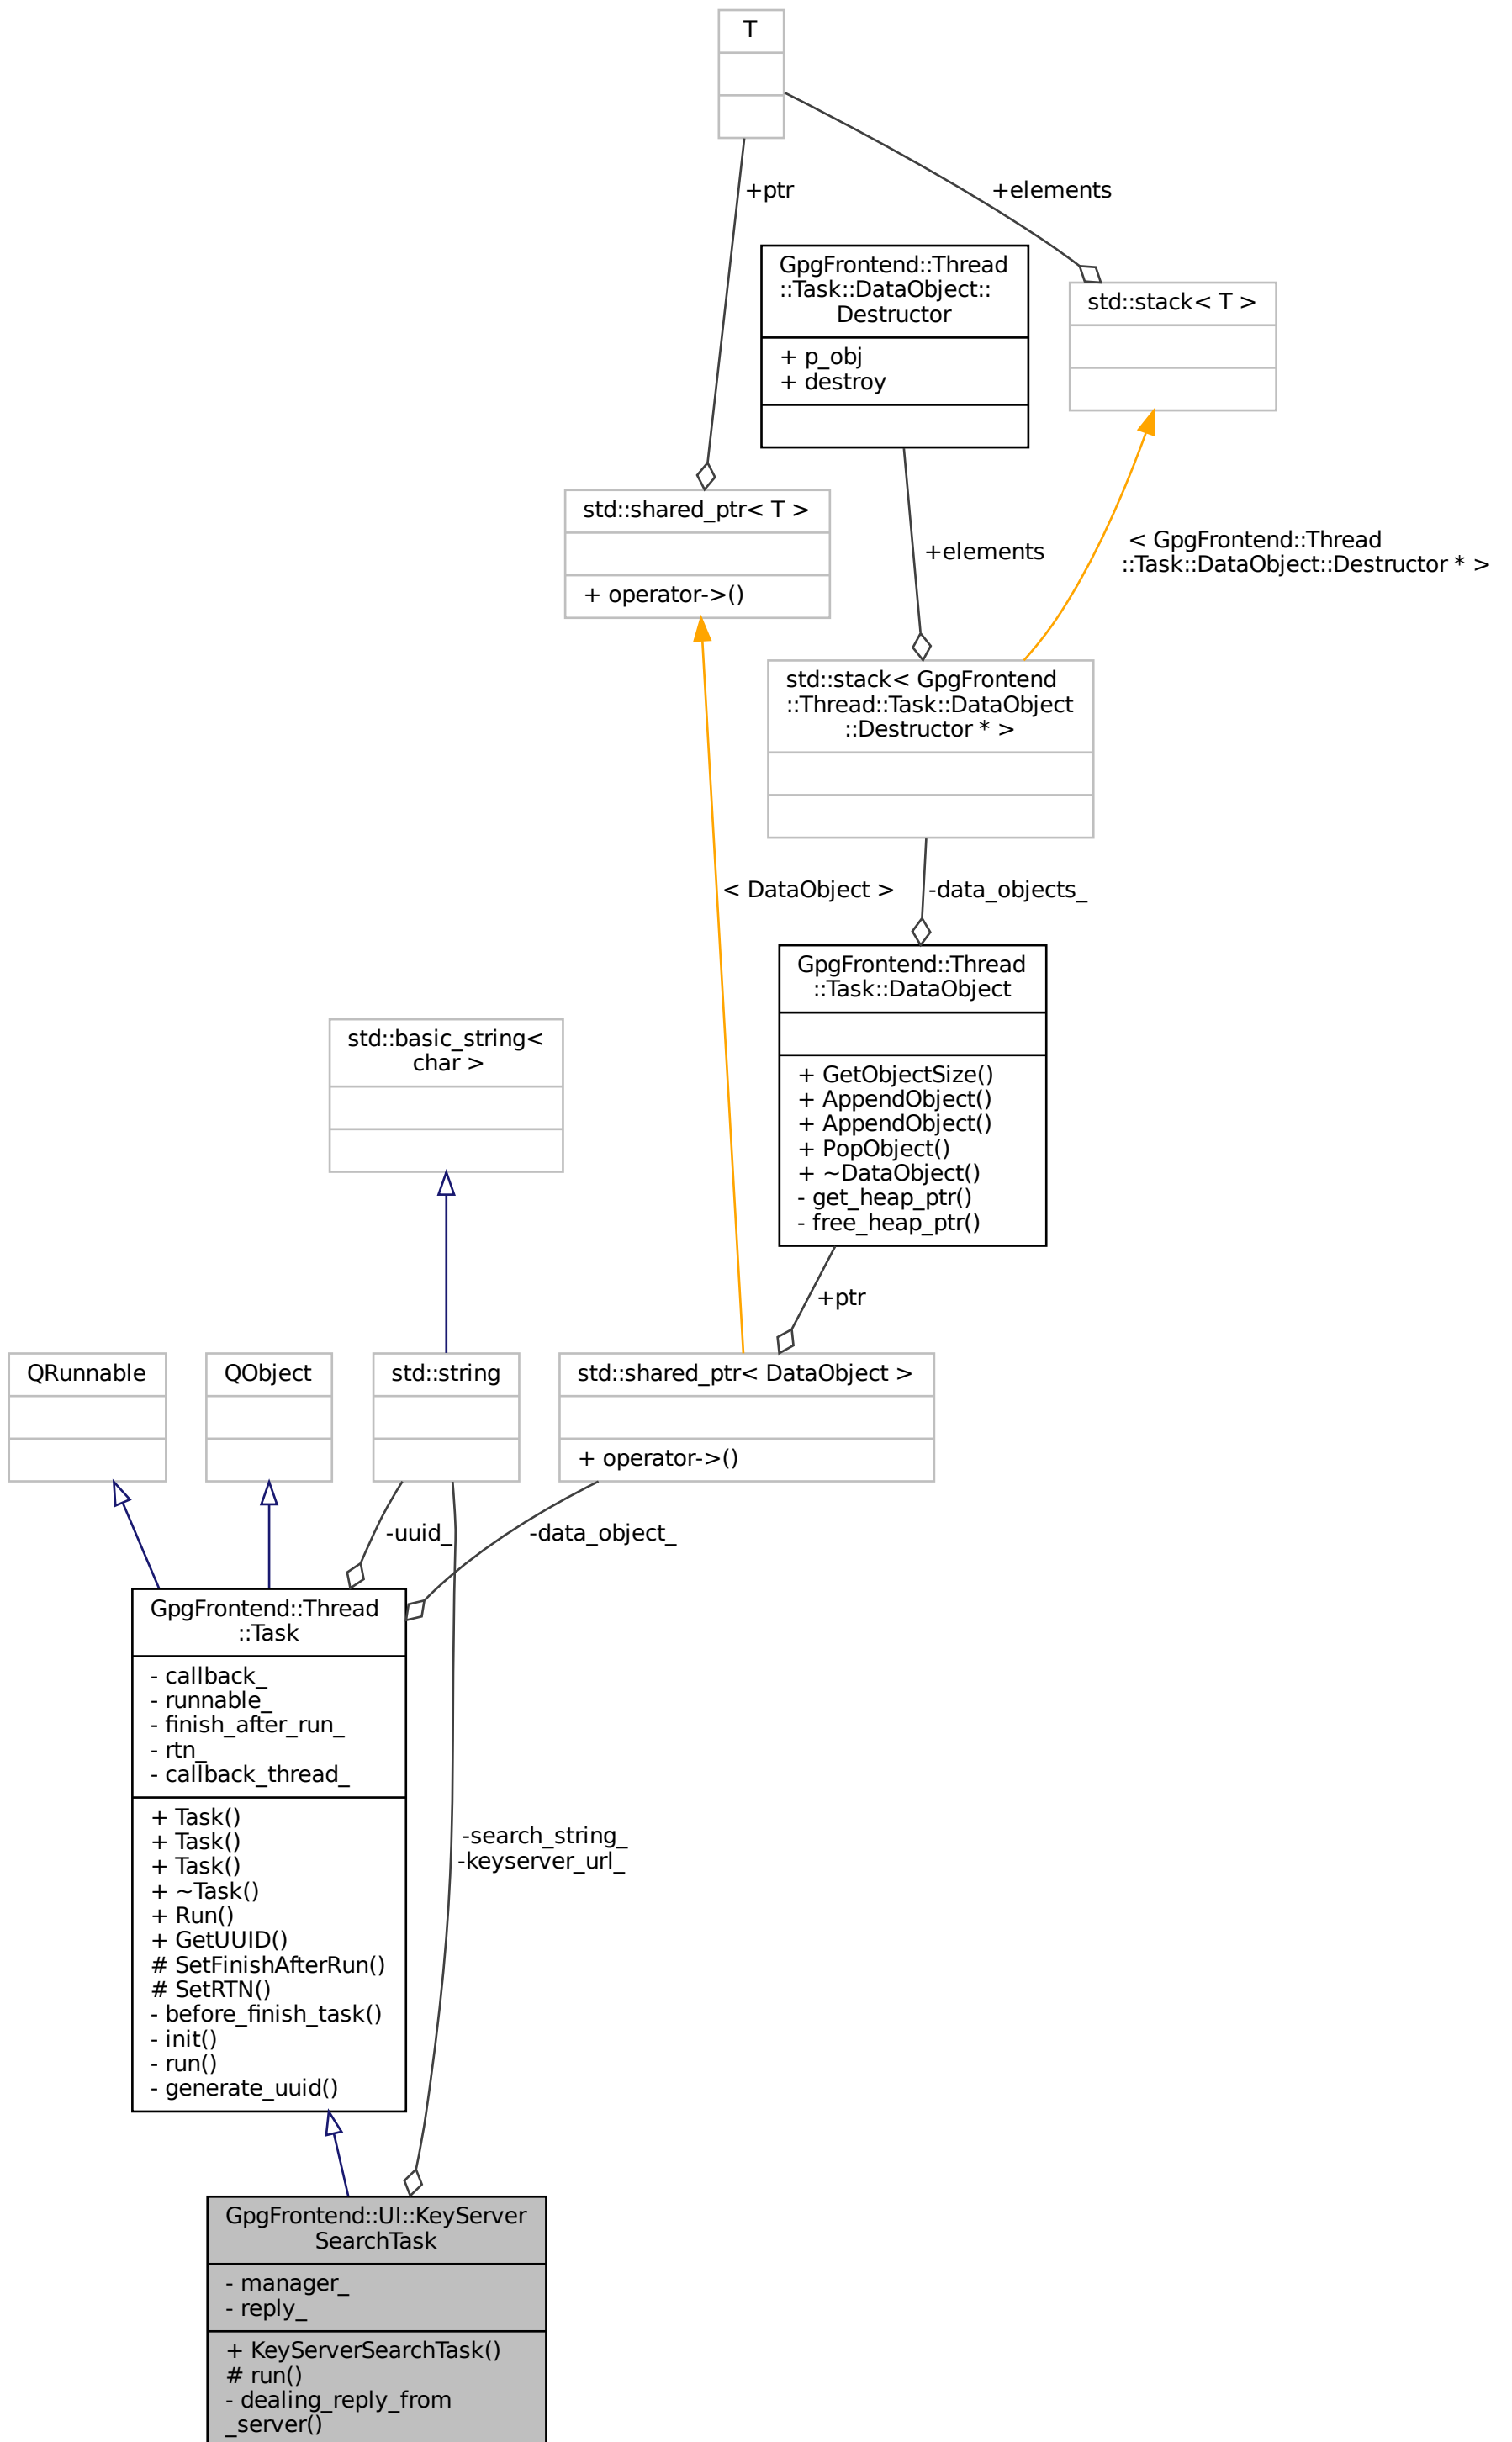 T
+ptr
+elements
GpgFrontend::Thread
::Task::DataObject::
Destructor
+ p_obj
+ destroy
std::stack< T >
std::shared_ptr< T >
+ operator->()
+elements
< GpgFrontend::Thread
::Task::DataObject::Destructor * >
std::stack< GpgFrontend
::Thread::Task::DataObject
::Destructor * >
< DataObject >
-data_objects_
GpgFrontend::Thread
::Task::DataObject
+ GetObjectSize()
+ AppendObject()
+ AppendObject()
+ PopObject()
+ ~DataObject()
- get_heap_ptr()
- free_heap_ptr()
std::basic_string<
char >
+ptr
QRunnable
QObject
std::string
std::shared_ptr< DataObject >
+ operator->()
-uuid_
-data_object_
GpgFrontend::Thread
::Task
- callback_
- runnable_
- finish_after_run_
- rtn_
- callback_thread_
+ Task()
+ Task()
+ Task()
+ ~Task()
+ Run()
+ GetUUID()
# SetFinishAfterRun()
# SetRTN()
- before_finish_task()
- init()
- run()
- generate_uuid()
-search_string_
-keyserver_url_
GpgFrontend::UI::KeyServer
SearchTask
- manager_
- reply_
+ KeyServerSearchTask()
# run()
- dealing_reply_from
_server()